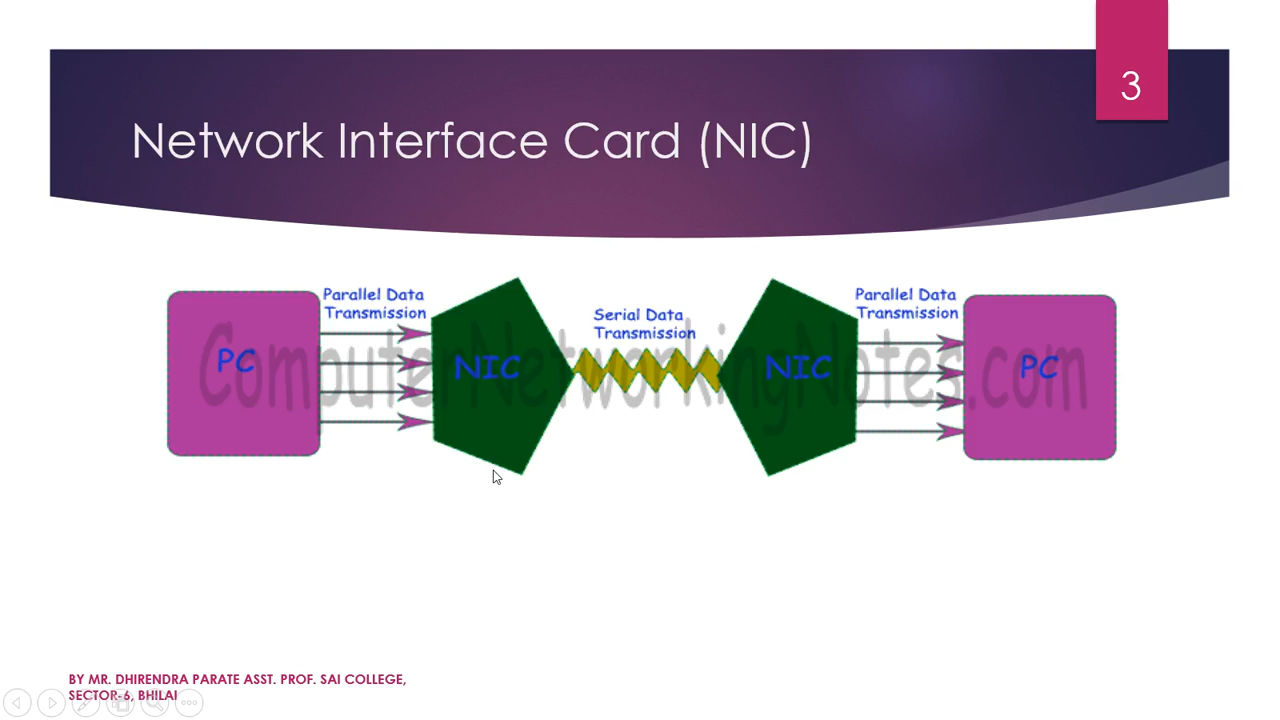 3
Network Interface Card (NIC)
Parallel Data
Transmission
Serial Data
Transmission
Parallel Data
Transmission
PC
NIC
NIC
PC
ComputerNetworkingNotes.com
BY MR. DHIRENDRA PARATE ASST. PROF. SAI COLLEGE,
SECTOR-6, BHILAI